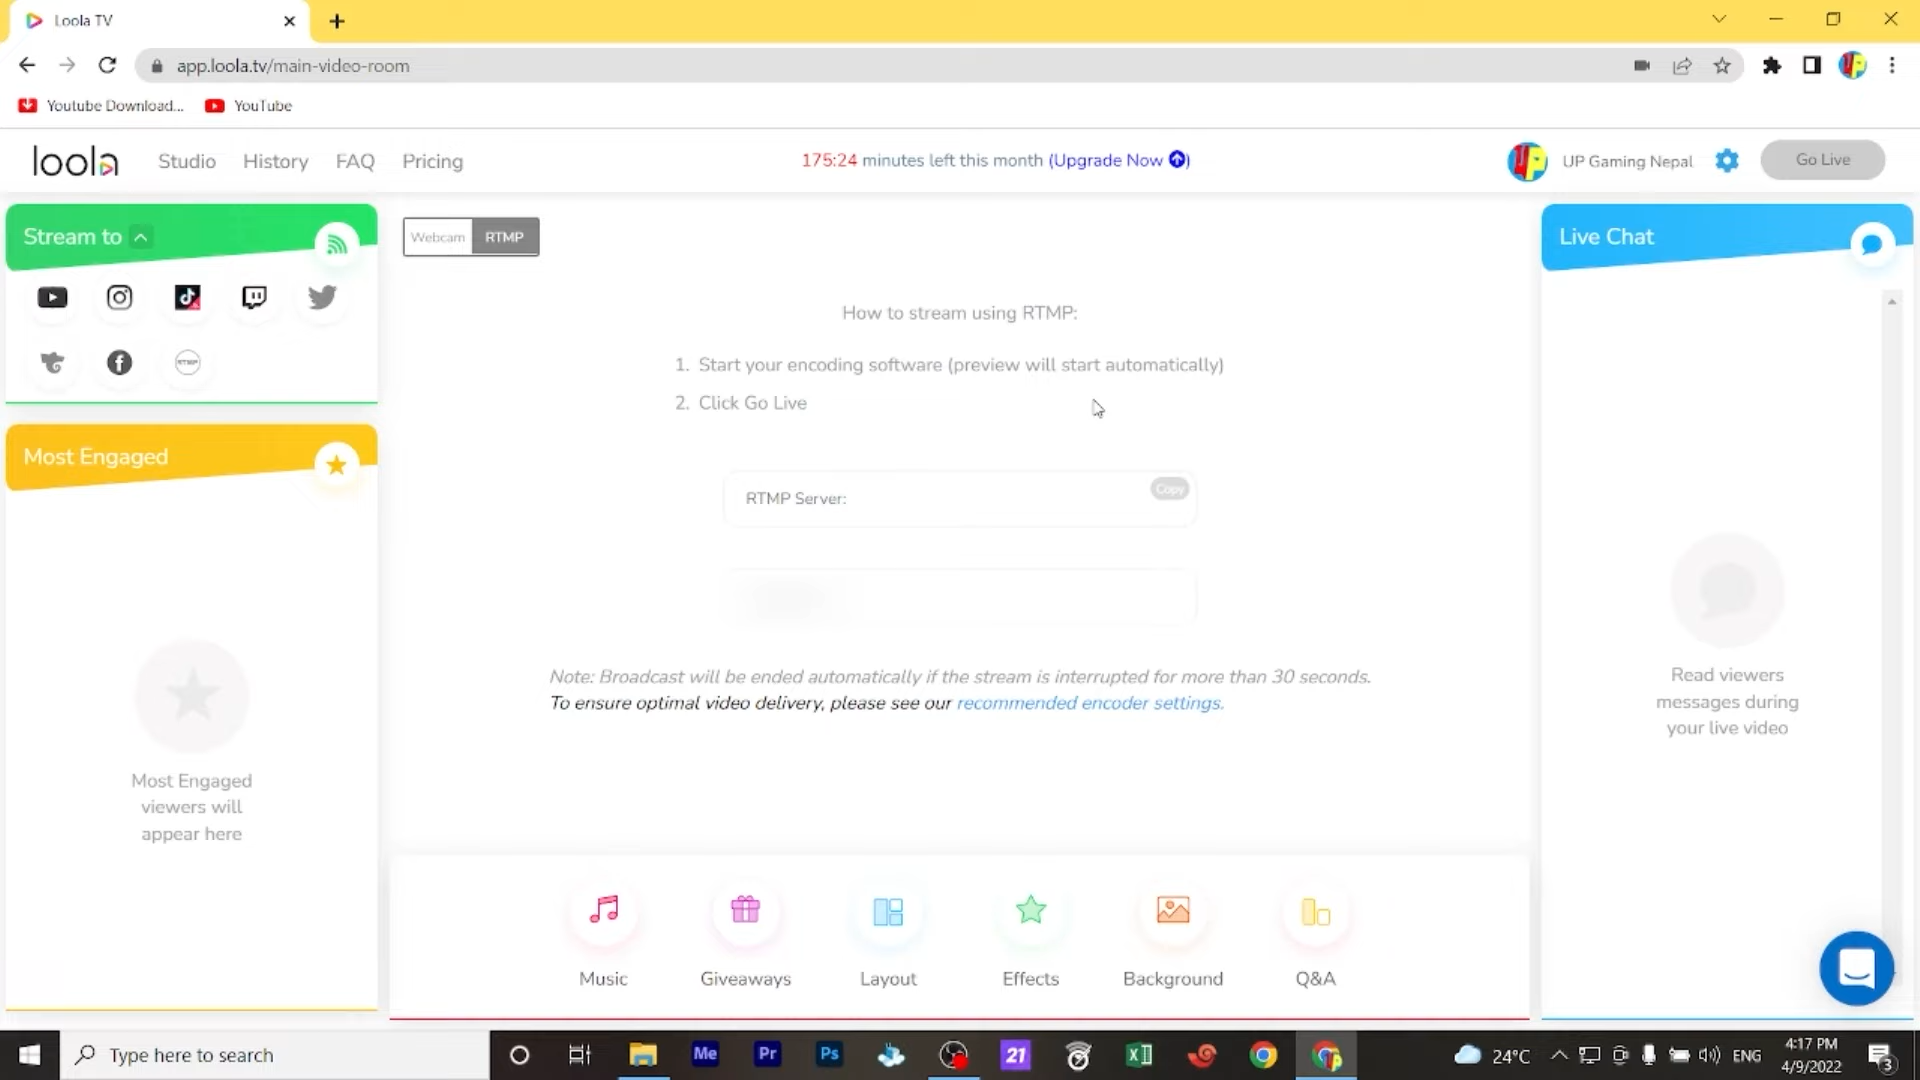 Loola TV
app.loola.tv/main-video-room
Youtube Download... YouTube
loola Studio History FAQ Pricing
175:24 minutes left this month (Upgrade Now)
UP Gaming Nepal Go Live
Stream to
Webcam RTMP
Live Chat
RTMP
How to stream using RTMP:
1. Start your encoding software (preview will start automatically)
2. Click Go Live
Most Engaged
RTMP Server: Copy
Note: Broadcast will be ended automatically if the stream is interrupted for more than 30 seconds.
To ensure optimal video delivery, please see our recommended encoder settings.
Most Engaged
viewers will
appear here
Read viewers
messages during
your live video
Music Giveaways Layout Effects Background Q&A
Type here to search
Me Pr Ps 21
24°C ENG
4:17 PM
4/9/2022
3